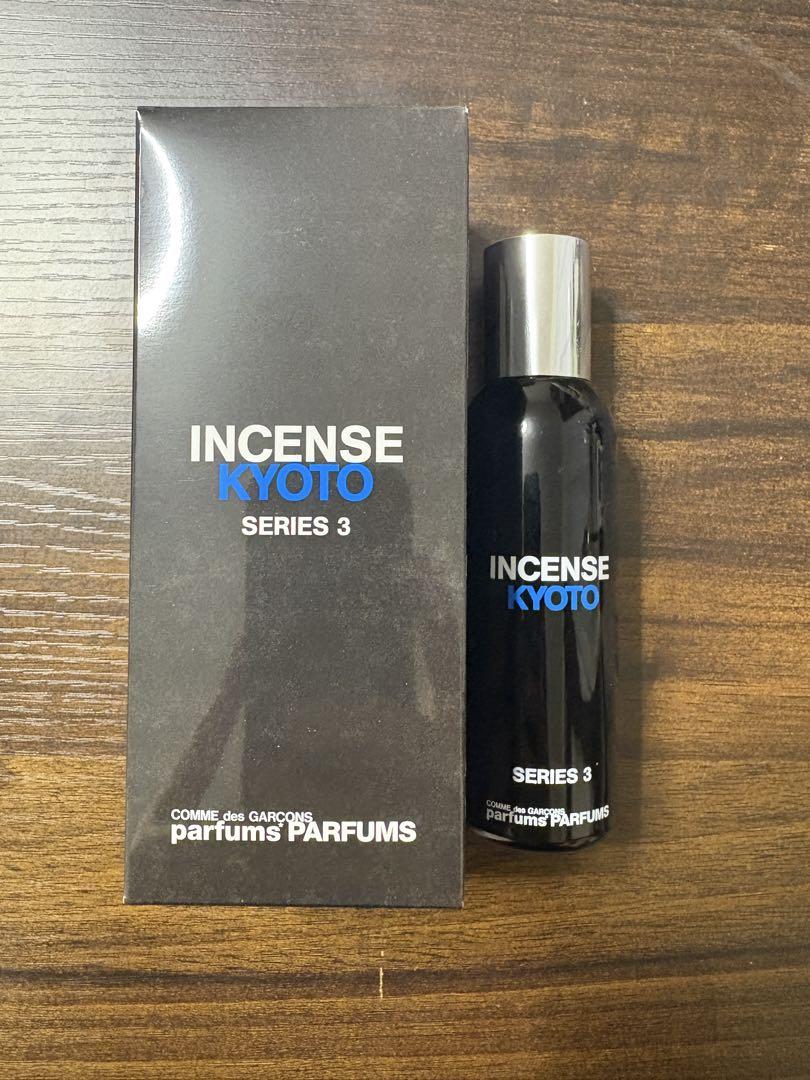 INCENSE
KYOTO
SERIES 3
COMME des GARÇONS
parfums* PARFUMS
INCENSE
KYOTO
SERIES 3
COMME des GARÇONS
parfums* PARFUMS